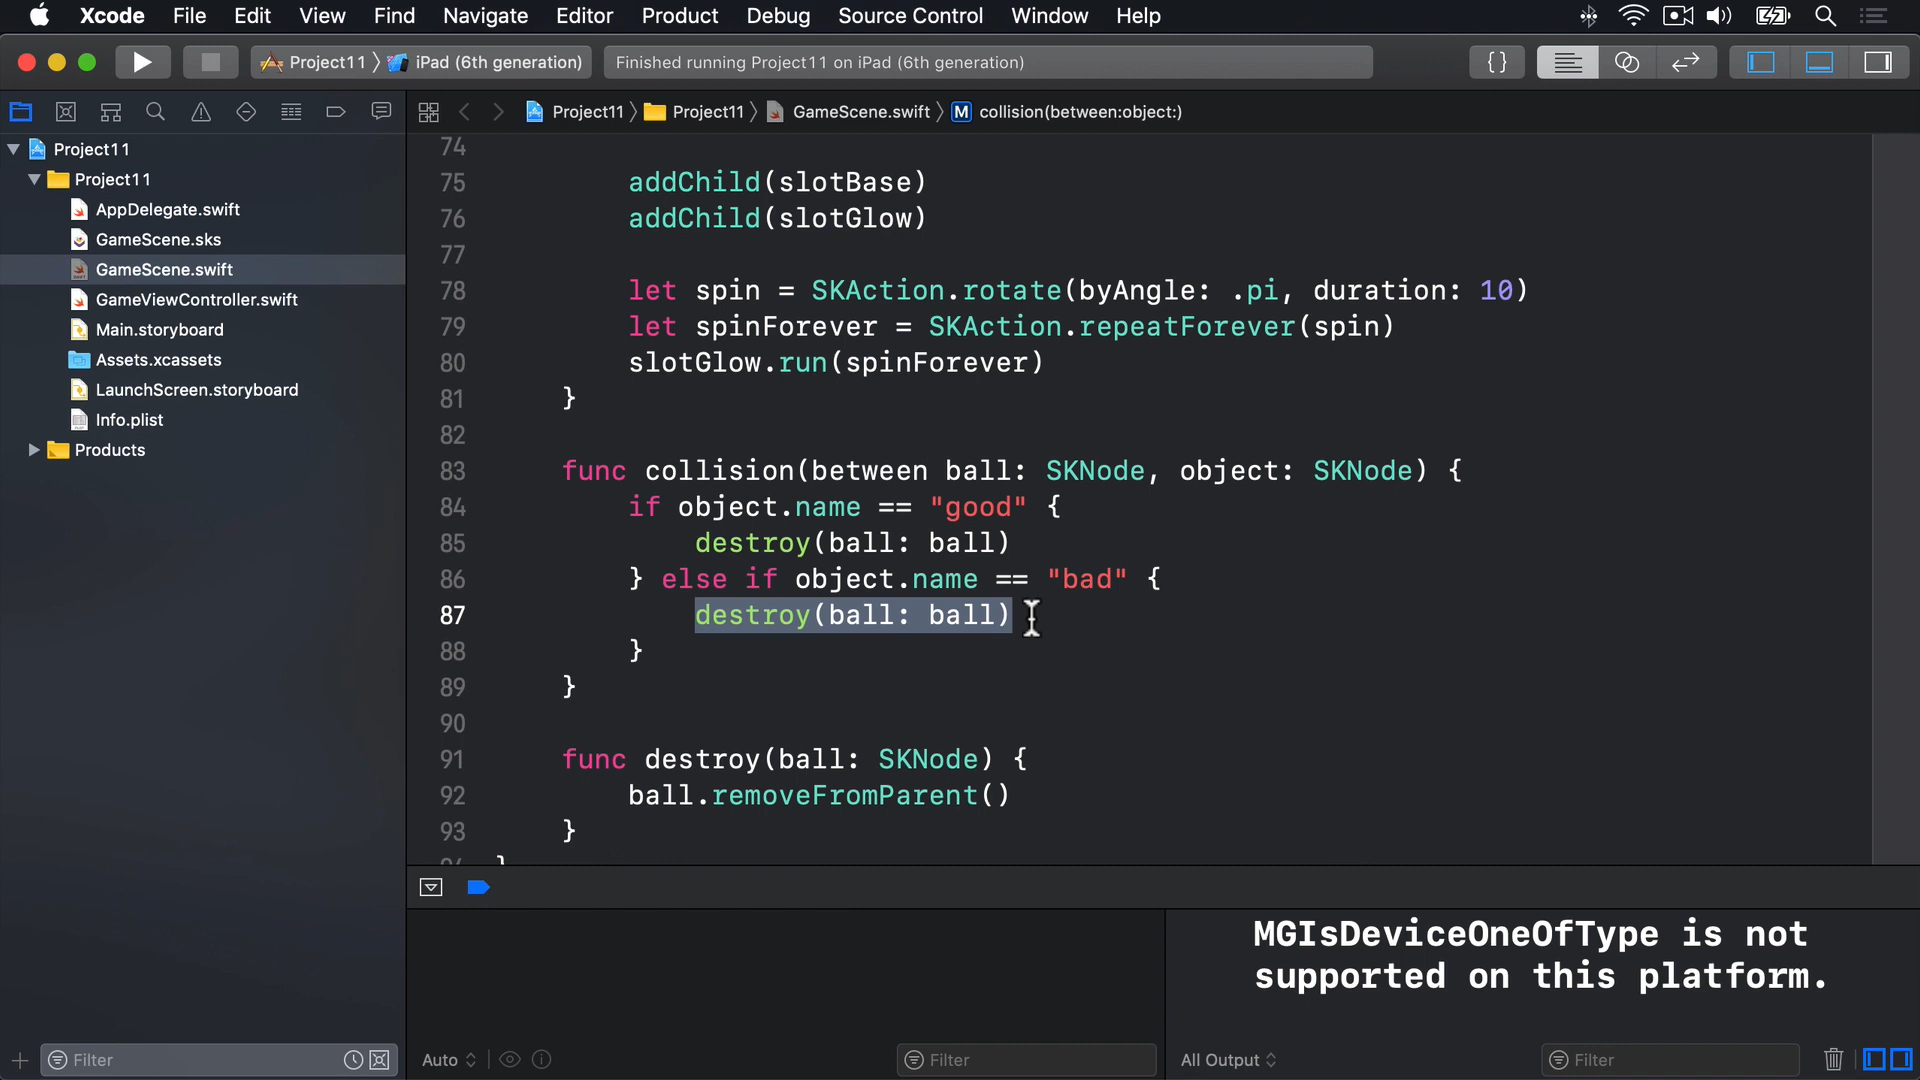 Xcode File Edit View Find Navigate Editor Product Debug Source Control Window Help
Project11 iPad (6th generation)
Finished running Project11 on iPad (6th generation)
Project11 Project11 GameScene.swift M collision(between:object:)
Project11
Project11
AppDelegate.swift
GameScene.sks
GameScene.swift
GameViewController.swift
Main.storyboard
Assets.xcassets
LaunchScreen.storyboard
Info.plist
Products
74
75 addChild(slotBase)
76 addChild(slotGlow)
77
78 let spin = SKAction.rotate(byAngle: .pi, duration: 10)
79 let spinForever = SKAction.repeatForever(spin)
80 slotGlow.run(spinForever)
81 }
82
83 func collision(between ball: SKNode, object: SKNode) {
84 if object.name == "good" {
85 destroy(ball: ball)
86 } else if object.name == "bad" {
87 destroy(ball: ball)
88 }
89 }
90
91 func destroy(ball: SKNode) {
92 ball.removeFromParent()
93 }
MGIsDeviceOneOfType is not
supported on this platform.
Filter
Auto
Filter
All Output
Filter